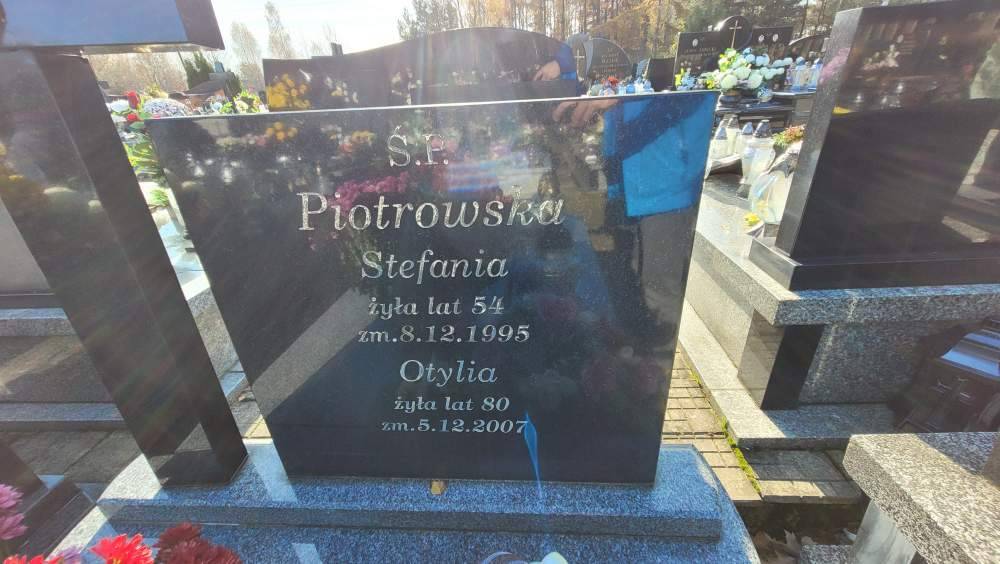 Ś.P.
Piotrowska
Stefania
żyła lat 54
zm.8.12.1995
Otylia
żyła lat 80
zm.5.12.2007